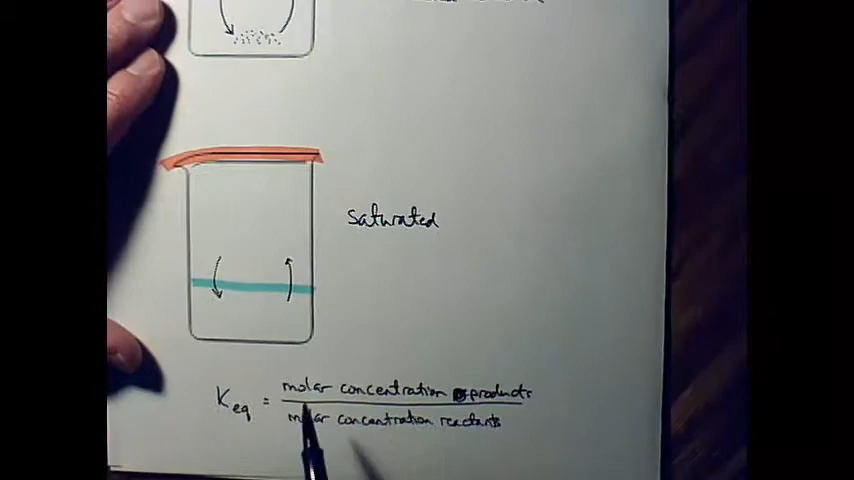 Saturated
Keq = molar concentration products
molar concentration reactants